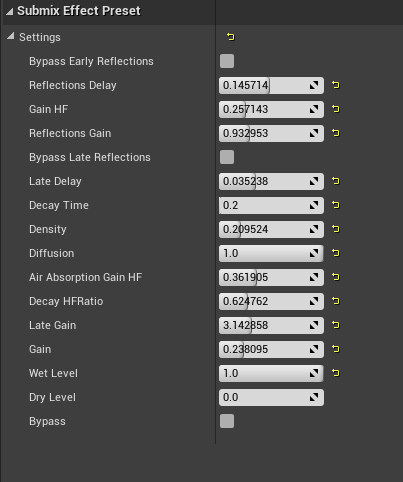 Submix Effect Preset
Settings
Bypass Early Reflections
Reflections Delay 0.145714
Gain HF 0.257143
Reflections Gain 0.932953
Bypass Late Reflections
Late Delay 0.035238
Decay Time 0.2
Density 0.209524
Diffusion 1.0
Air Absorption Gain HF 0.361905
Decay HFRatio 0.624762
Late Gain 3.142858
Gain 0.238095
Wet Level 1.0
Dry Level 0.0
Bypass